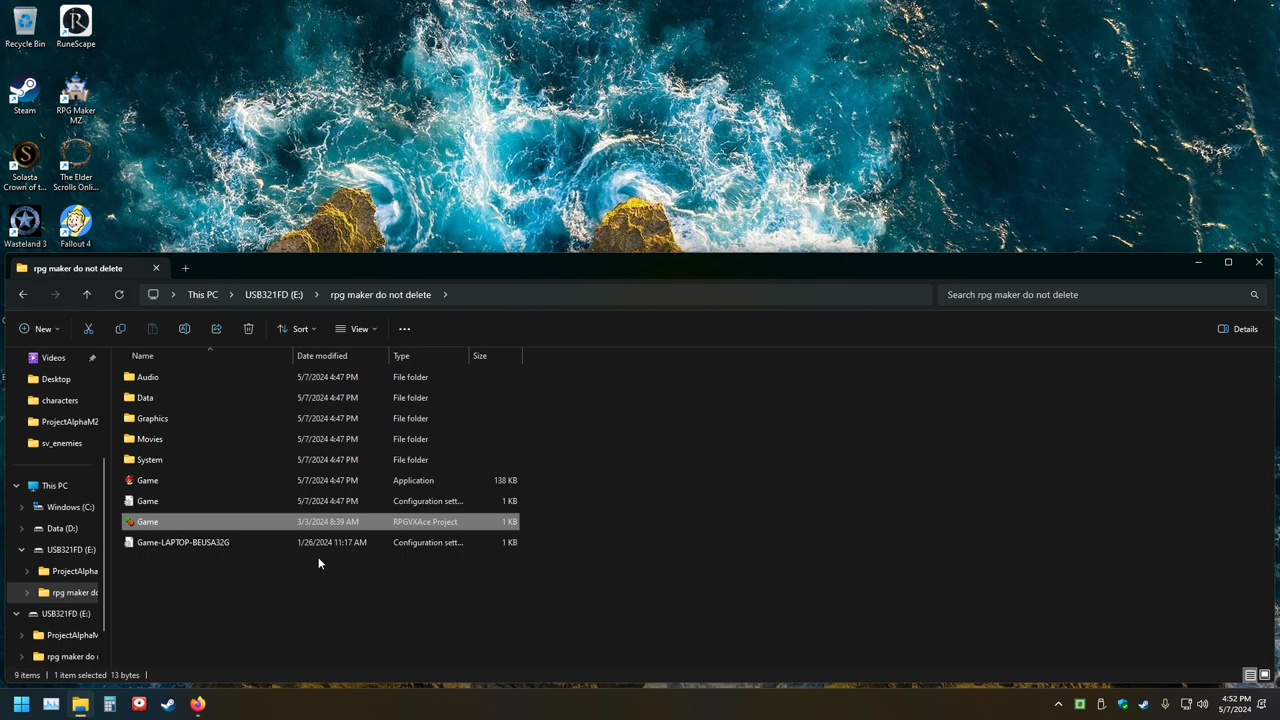 Recycle Bin
RuneScape
Steam
RPG Maker
MZ
Solasta
Crown of t...
The Elder
Scrolls Onli...
Wasteland 3
Fallout 4
rpg maker do not delete
This PC
USB321FD (E:)
rpg maker do not delete
Search rpg maker do not delete
New
Sort
View
Details
Videos
Desktop
characters
ProjectAlphaMZ
sv_enemies
This PC
Windows (C:)
Data (D:)
USB321FD (E:)
ProjectAlpha
rpg maker do
USB321FD (E:)
ProjectAlpha
rpg maker do
Name Date modified Type Size
Audio 5/7/2024 4:47 PM File folder
Data 5/7/2024 4:47 PM File folder
Graphics 5/7/2024 4:47 PM File folder
Movies 5/7/2024 4:47 PM File folder
System 5/7/2024 4:47 PM File folder
Game 5/7/2024 4:47 PM Application 138 KB
Game 5/7/2024 4:47 PM Configuration sett... 1 KB
Game 3/3/2024 8:39 AM RPGVXAce Project 1 KB
Game-LAPTOP-BEUSA32G 1/26/2024 11:17 AM Configuration sett... 1 KB
9 items 1 item selected 13 bytes
4:52 PM
5/7/2024